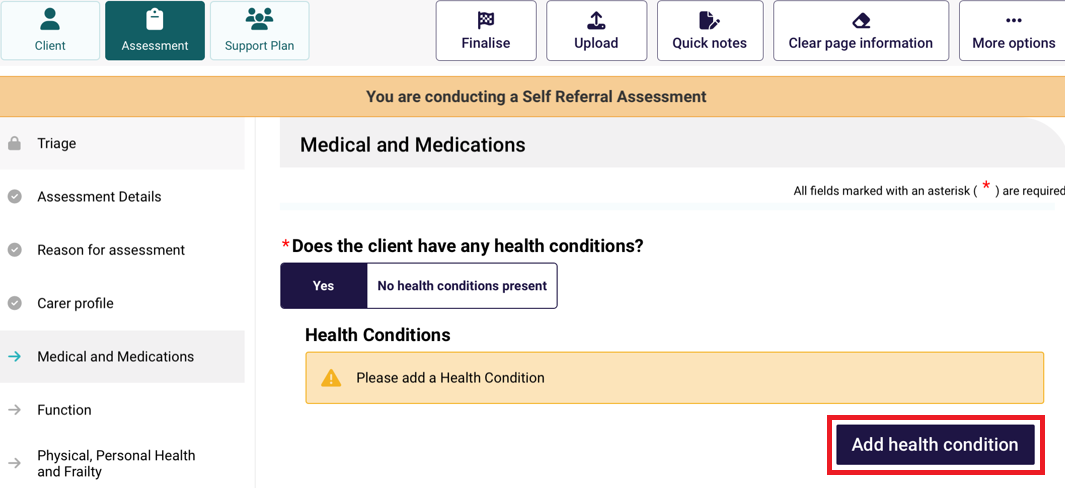 Client
Assessment
Support Plan
Finalise
Upload
Quick notes
Clear page information
More options
You are conducting a Self Referral Assessment
Triage
Assessment Details
Reason for assessment
Carer profile
Medical and Medications
Function
Physical, Personal Health
and Frailty
Medical and Medications
All fields marked with an asterisk ( * ) are required
* Does the client have any health conditions?
Yes
No health conditions present
Health Conditions
Please add a Health Condition
Add health condition